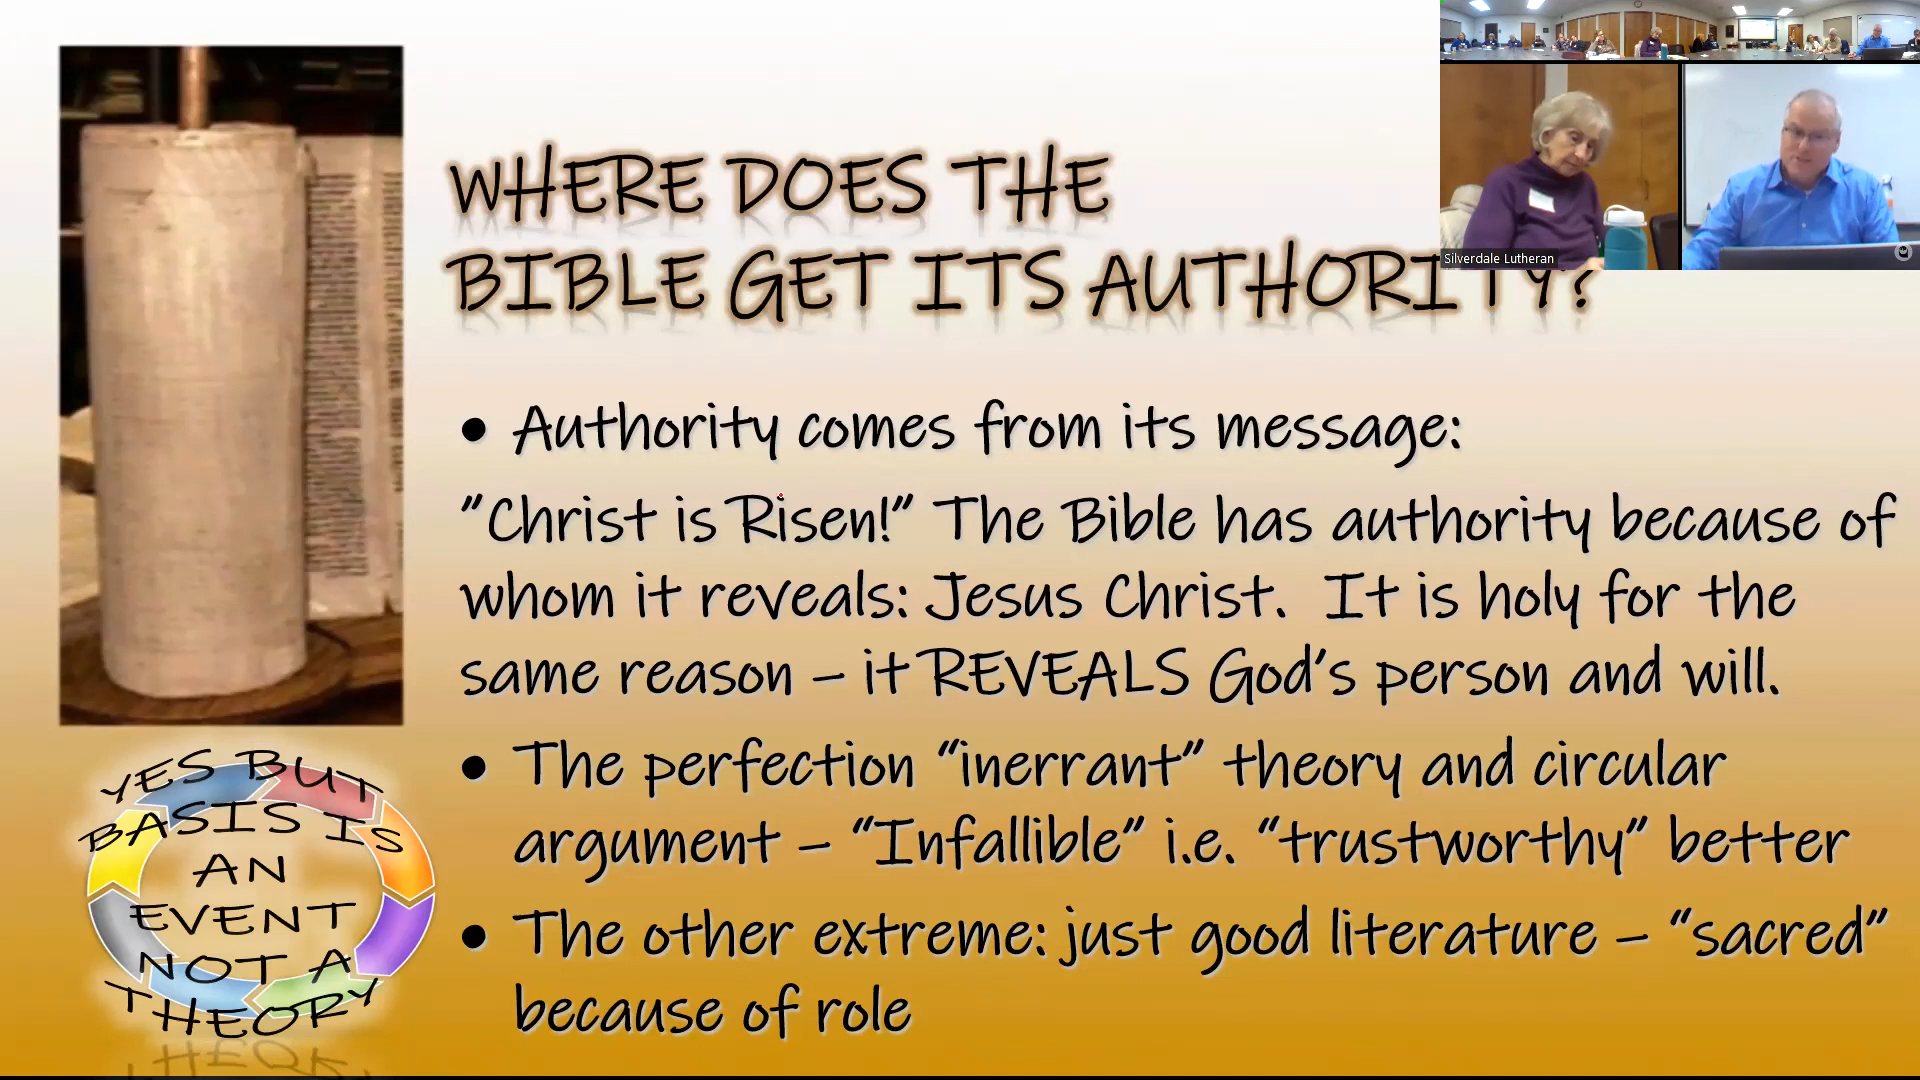 WHERE DOES THE
BIBLE GET ITS AUTHORITY?
Silverdale Lutheran
• Authority comes from its message:
"Christ is Risen!" The Bible has authority because of
whom it reveals: Jesus Christ. It is holy for the
same reason – it REVEALS God's person and will.
• The perfection "inerrant" theory and circular
argument – "Infallible" i.e. "trustworthy" better
• The other extreme: just good literature – "sacred"
because of role
YES BUT
BASIS IS
AN
EVENT
NOT A
THEORY